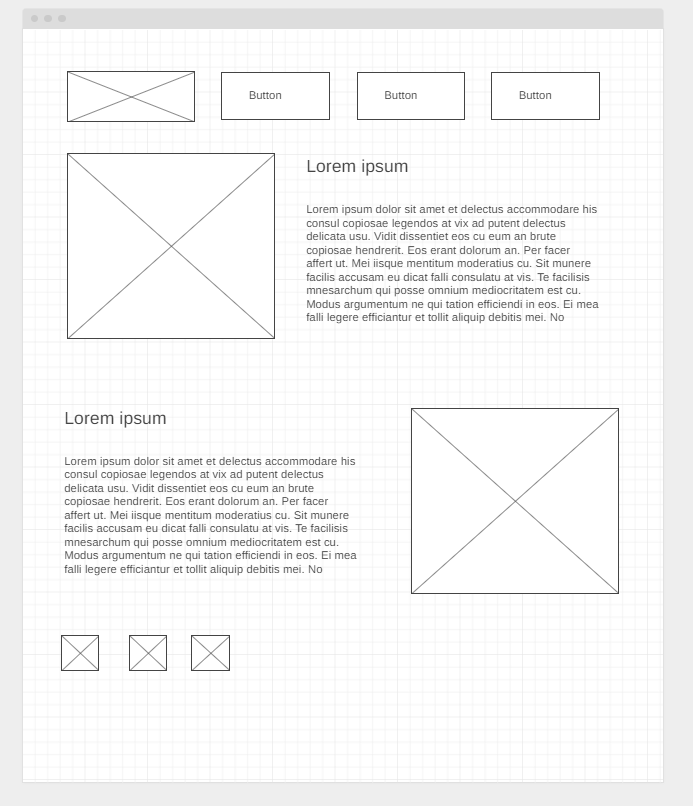 Button
Button
Button
Lorem ipsum
Lorem ipsum dolor sit amet et delectus accommodare his
consul copiosae legendos at vix ad putent delectus
delicata usu. Vidit dissentiet eos cu eum an brute
copiosae hendrerit. Eos erant dolorum an. Per facer
affert ut. Mei iisque mentitum moderatius cu. Sit munere
facilis accusam eu dicat falli consulatu at vis. Te facilisis
mnesarchum qui posse omnium mediocritatem est cu.
Modus argumentum ne qui tation efficiendi in eos. Ei mea
falli legere efficiantur et tollit aliquip debitis mei. No
Lorem ipsum
Lorem ipsum dolor sit amet et delectus accommodare his
consul copiosae legendos at vix ad putent delectus
delicata usu. Vidit dissentiet eos cu eum an brute
copiosae hendrerit. Eos erant dolorum an. Per facer
affert ut. Mei iisque mentitum moderatius cu. Sit munere
facilis accusam eu dicat falli consulatu at vis. Te facilisis
mnesarchum qui posse omnium mediocritatem est cu.
Modus argumentum ne qui tation efficiendi in eos. Ei mea
falli legere efficiantur et tollit aliquip debitis mei. No